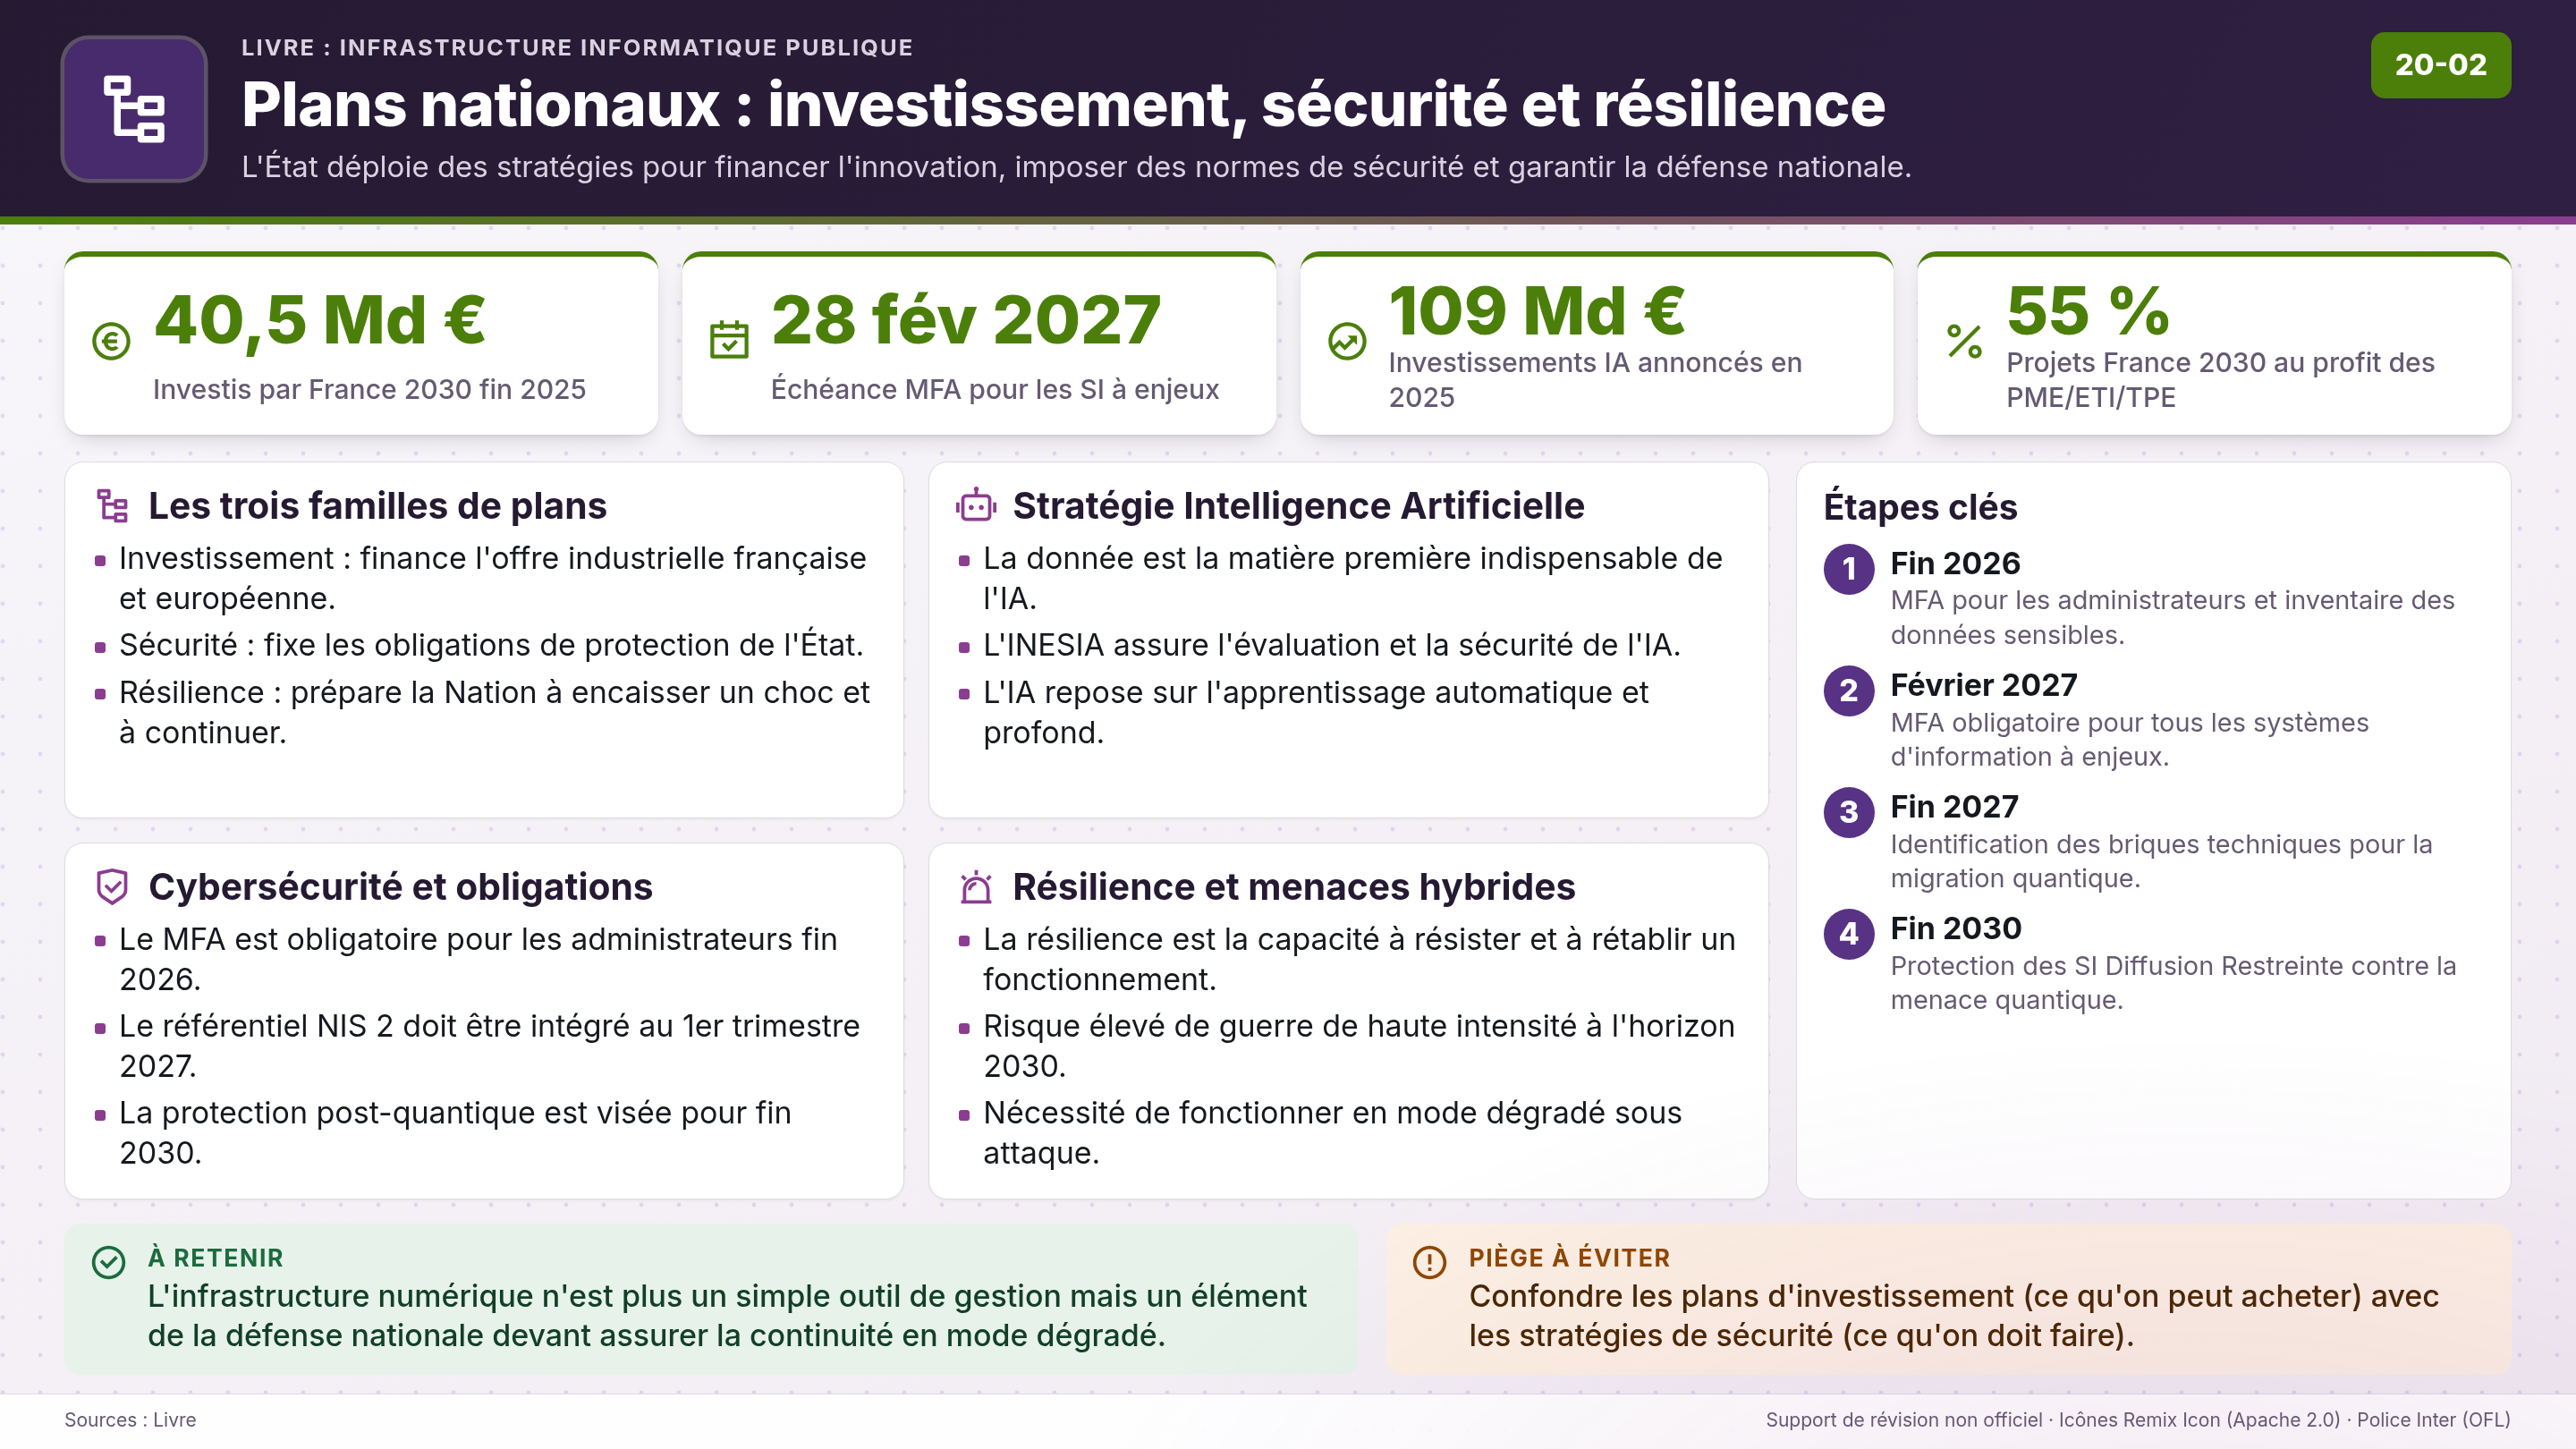 LIVRE : INFRASTRUCTURE INFORMATIQUE PUBLIQUE
Plans nationaux : investissement, sécurité et résilience
L'État déploie des stratégies pour financer l'innovation, imposer des normes de sécurité et garantir la défense nationale.
20-02
40,5 Md €
Investis par France 2030 fin 2025
28 fév 2027
Échéance MFA pour les SI à enjeux
109 Md €
Investissements IA annoncés en
2025
55 %
Projets France 2030 au profit des
PME/ETI/TPE
Les trois familles de plans
Investissement : finance l'offre industrielle française
et européenne.
Sécurité : fixe les obligations de protection de l'État.
Résilience : prépare la Nation à encaisser un choc et
à continuer.
Stratégie Intelligence Artificielle
La donnée est la matière première indispensable de
l'IA.
L'INESIA assure l'évaluation et la sécurité de l'IA.
L'IA repose sur l'apprentissage automatique et
profond.
Cybersécurité et obligations
Le MFA est obligatoire pour les administrateurs fin
2026.
Le référentiel NIS 2 doit être intégré au 1er trimestre
2027.
La protection post-quantique est visée pour fin
2030.
Résilience et menaces hybrides
La résilience est la capacité à résister et à rétablir un
fonctionnement.
Risque élevé de guerre de haute intensité à l'horizon
2030.
Nécessité de fonctionner en mode dégradé sous
attaque.
Étapes clés
1
Fin 2026
MFA pour les administrateurs et inventaire des
données sensibles.
2
Février 2027
MFA obligatoire pour tous les systèmes
d'information à enjeux.
3
Fin 2027
Identification des briques techniques pour la
migration quantique.
4
Fin 2030
Protection des SI Diffusion Restreinte contre la
menace quantique.
À RETENIR
L'infrastructure numérique n'est plus un simple outil de gestion mais un élément
de la défense nationale devant assurer la continuité en mode dégradé.
PIÈGE À ÉVITER
Confondre les plans d'investissement (ce qu'on peut acheter) avec
les stratégies de sécurité (ce qu'on doit faire).
Sources : Livre
Support de révision non officiel · Icônes Remix Icon (Apache 2.0) · Police Inter (OFL)